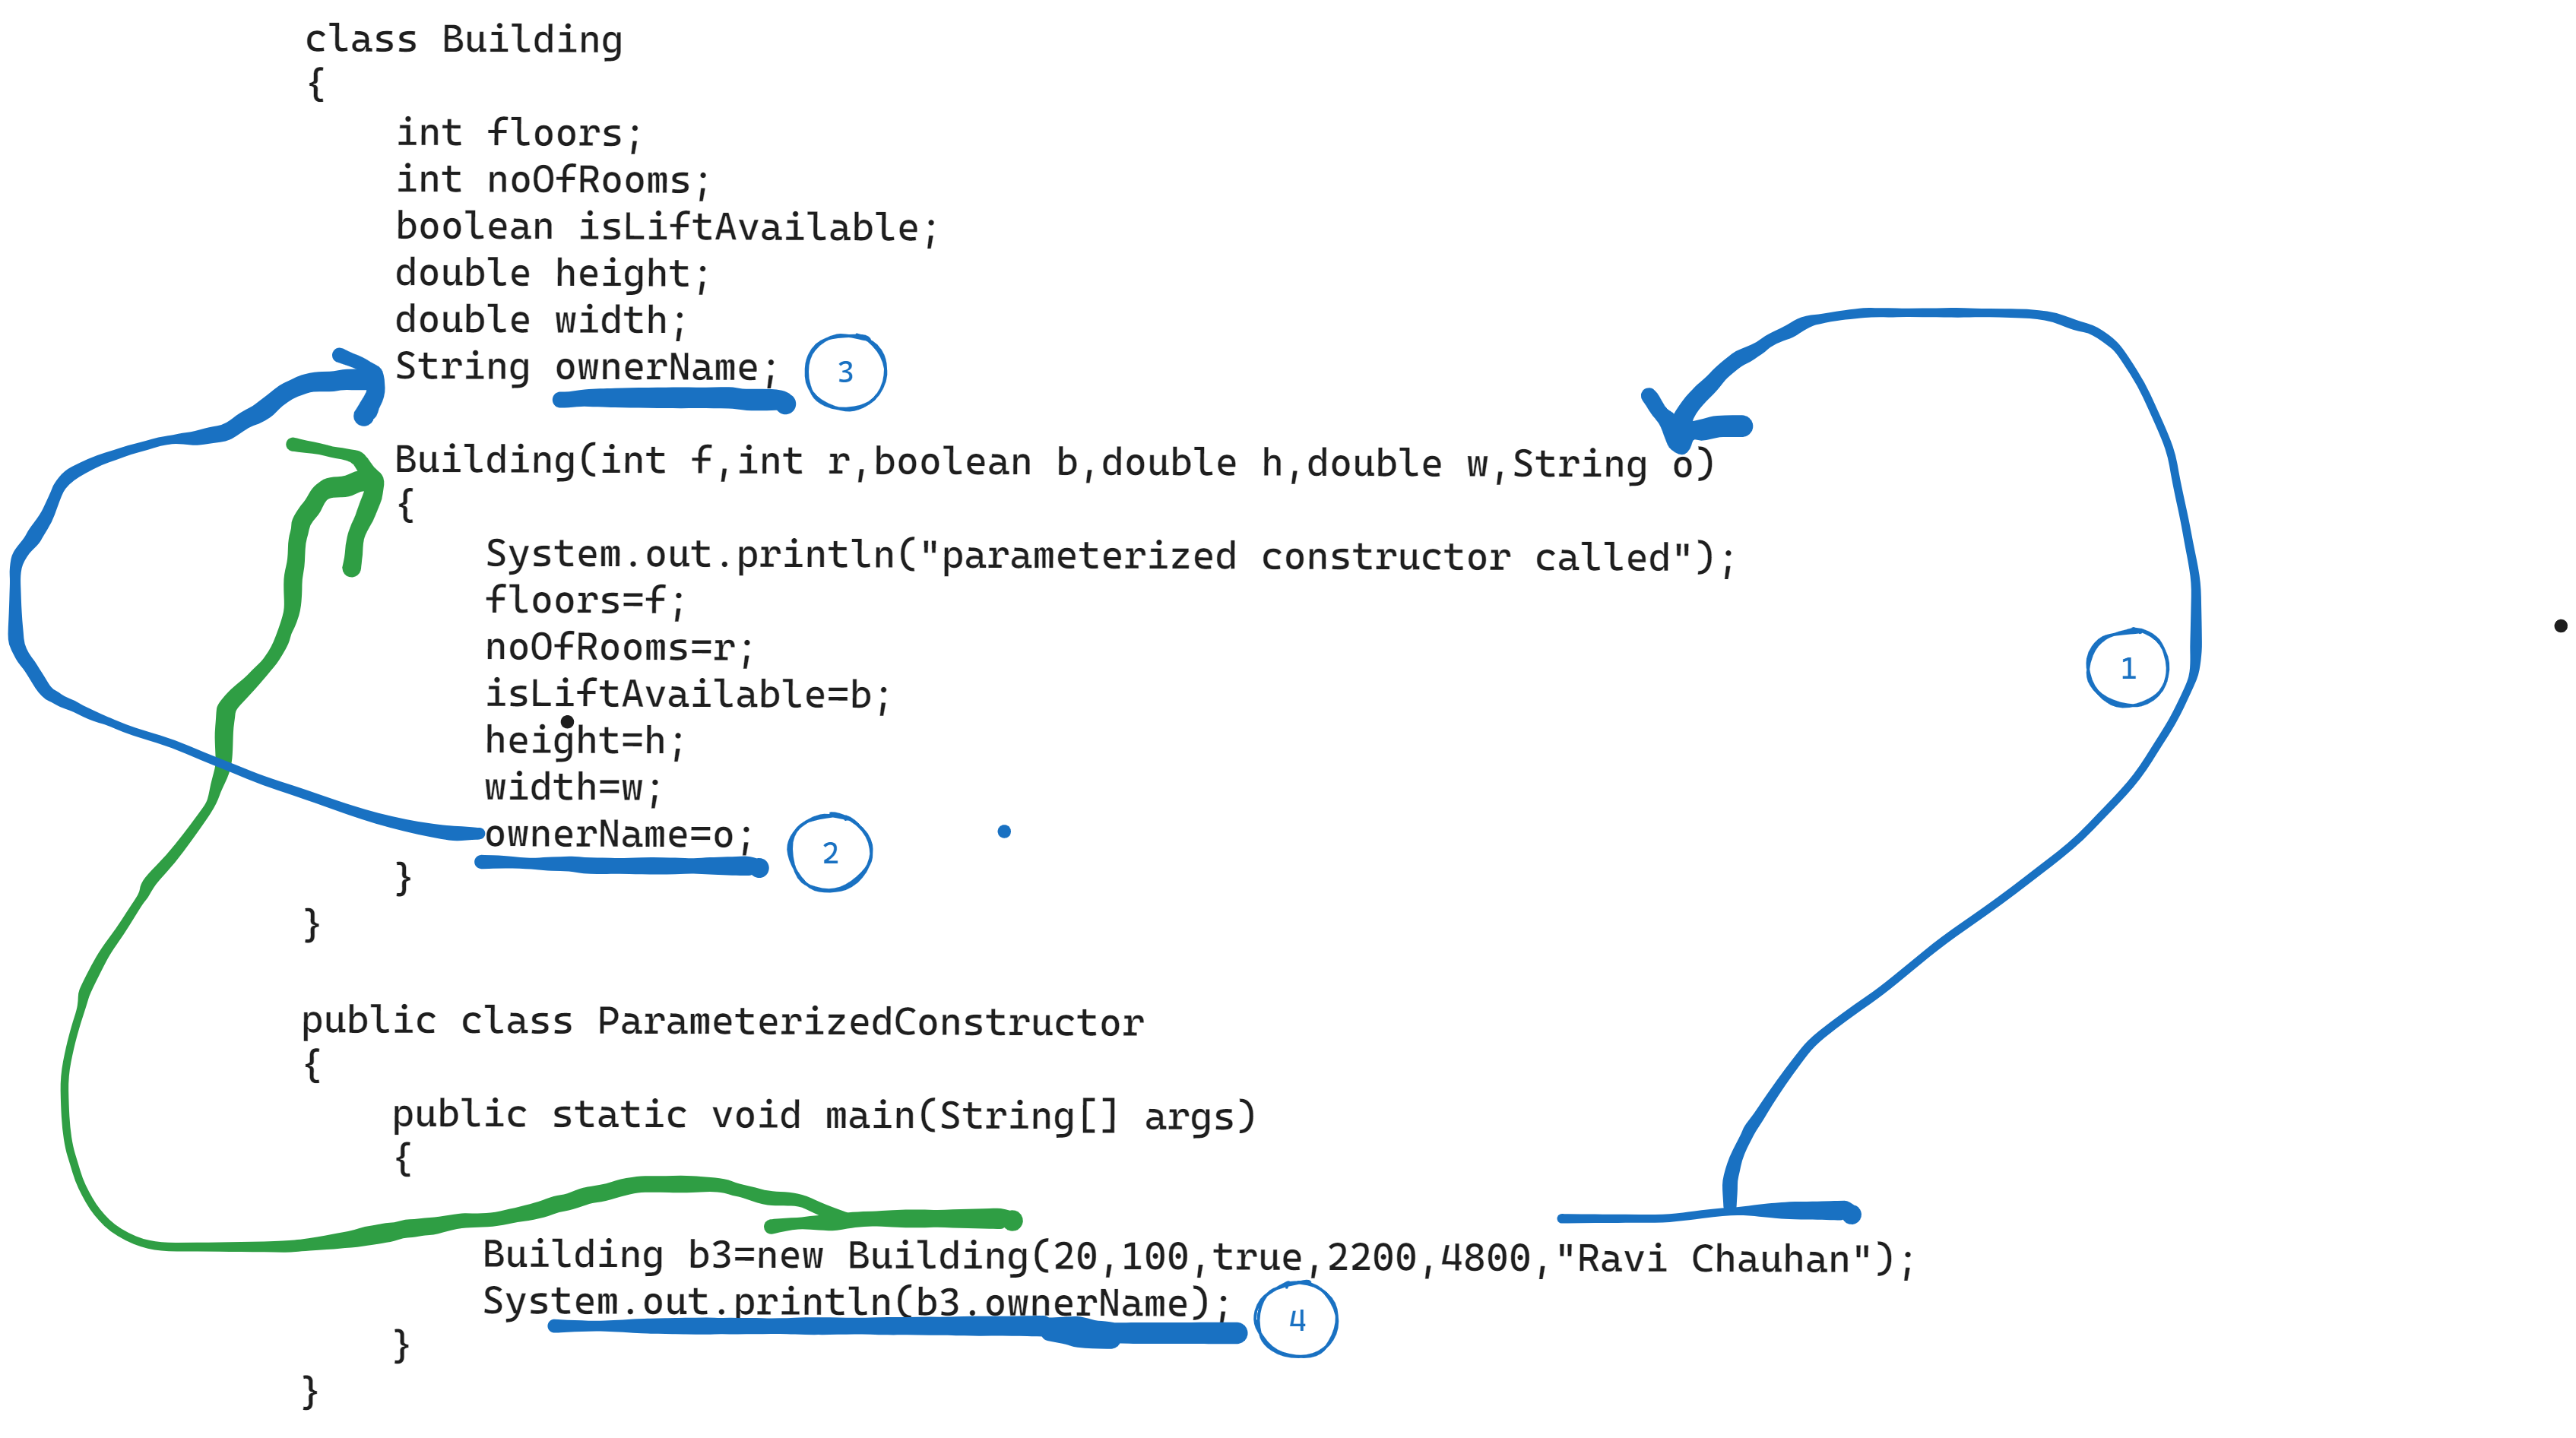 class Building
{
int floors;
int noOfRooms;
boolean isLiftAvailable;
double height;
double width;
String ownerName; 3
Building(int f,int r,boolean b,double h,double w,String o)
{
System.out.println("parameterized constructor called");
floors=f;
noOfRooms=r;
1
isLiftAvailable=b;
height=h;
width=w;
ownerName=o; 2
}
}
public class ParameterizedConstructor
{
public static void main(String[] args)
{
Building b3=new Building(20,100,true,2200,4800,"Ravi Chauhan");
System.out.println(b3.ownerName); 4
}
}